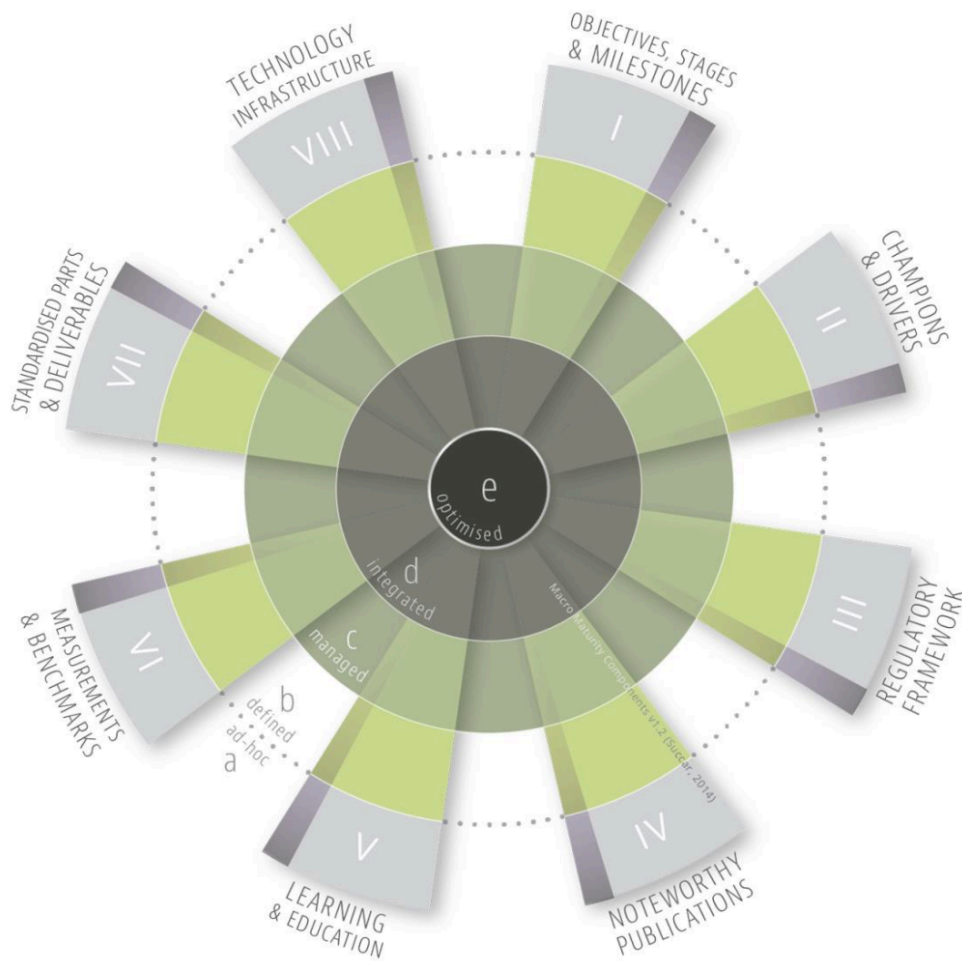 OBJECTIVES, STAGES
& MILESTONES
I
CHAMPIONS
& DRIVERS
II
REGULATORY
FRAMEWORK
III
NOTEWORTHY
PUBLICATIONS
IV
LEARNING
& EDUCATION
V
MEASUREMENTS
& BENCHMARKS
VI
STANDARDISED PARTS
& DELIVERABLES
VII
TECHNOLOGY
INFRASTRUCTURE
VIII
e
optimised
d
integrated
c
managed
b
defined
ad-hoc
a
Macro Maturity Components v1.2 (Succar, 2014)